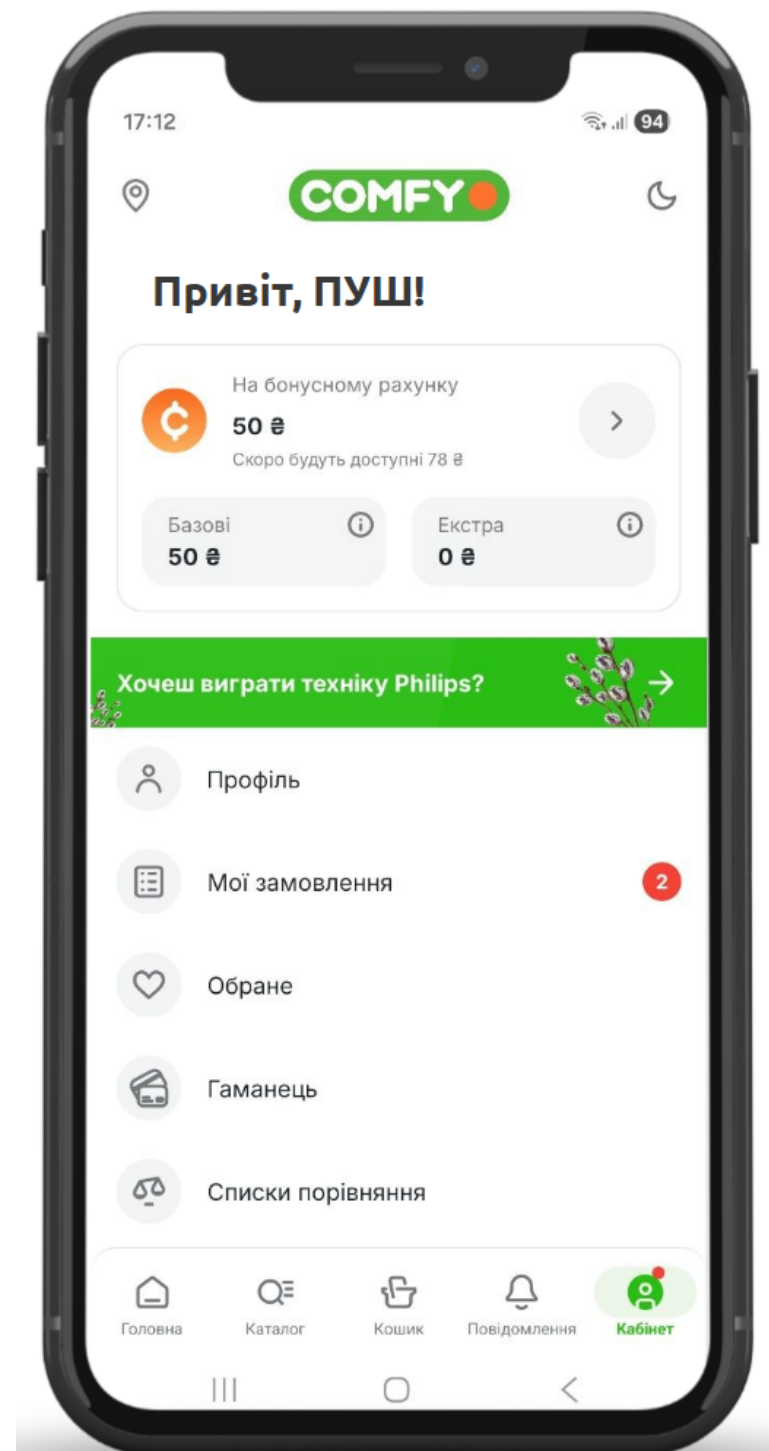 17:12
94
COMFY
Привіт, ПУШ!
На бонусному рахунку
50 ₴
Скоро будуть доступні 78 ₴
Базові
50 ₴
Екстра
0 ₴
Хочеш виграти техніку Philips?
Профіль
Мої замовлення
2
Обране
Гаманець
Списки порівняння
Головна
Каталог
Кошик
Повідомлення
Кабінет